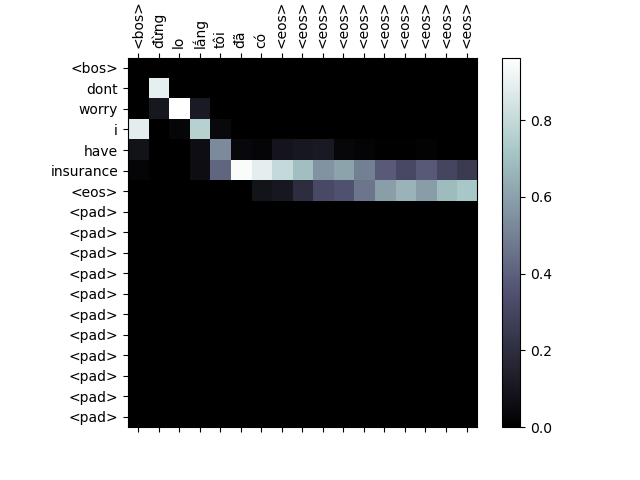 <bos>
đừng
lo
lắng
tôi
đã
có
<eos>
<eos>
<eos>
<eos>
<eos>
<eos>
<eos>
<eos>
<eos>
<eos>
<bos>
dont
worry
i
have
insurance
<eos>
<pad>
<pad>
<pad>
<pad>
<pad>
<pad>
<pad>
<pad>
<pad>
<pad>
<pad>
0.8
0.6
0.4
0.2
0.0